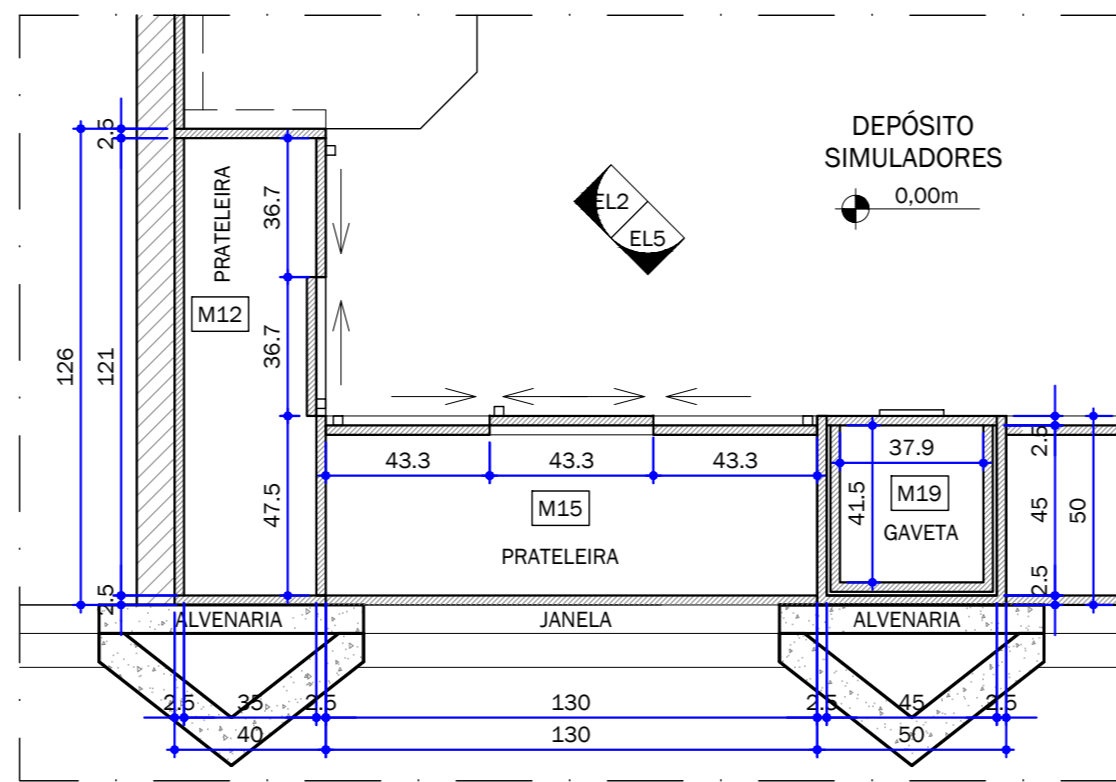 DEPÓSITO
SIMULADORES
0,00m
EL2
EL5
2.5
126
121
PRATELEIRA
M12
36.7
36.7
47.5
2.5
43.3
43.3
43.3
M15
PRATELEIRA
37.9
41.5
M19
GAVETA
2.5
45
50
2.5
ALVENARIA
JANELA
ALVENARIA
2.5
35
2.5
130
2.5
45
2.5
40
130
50